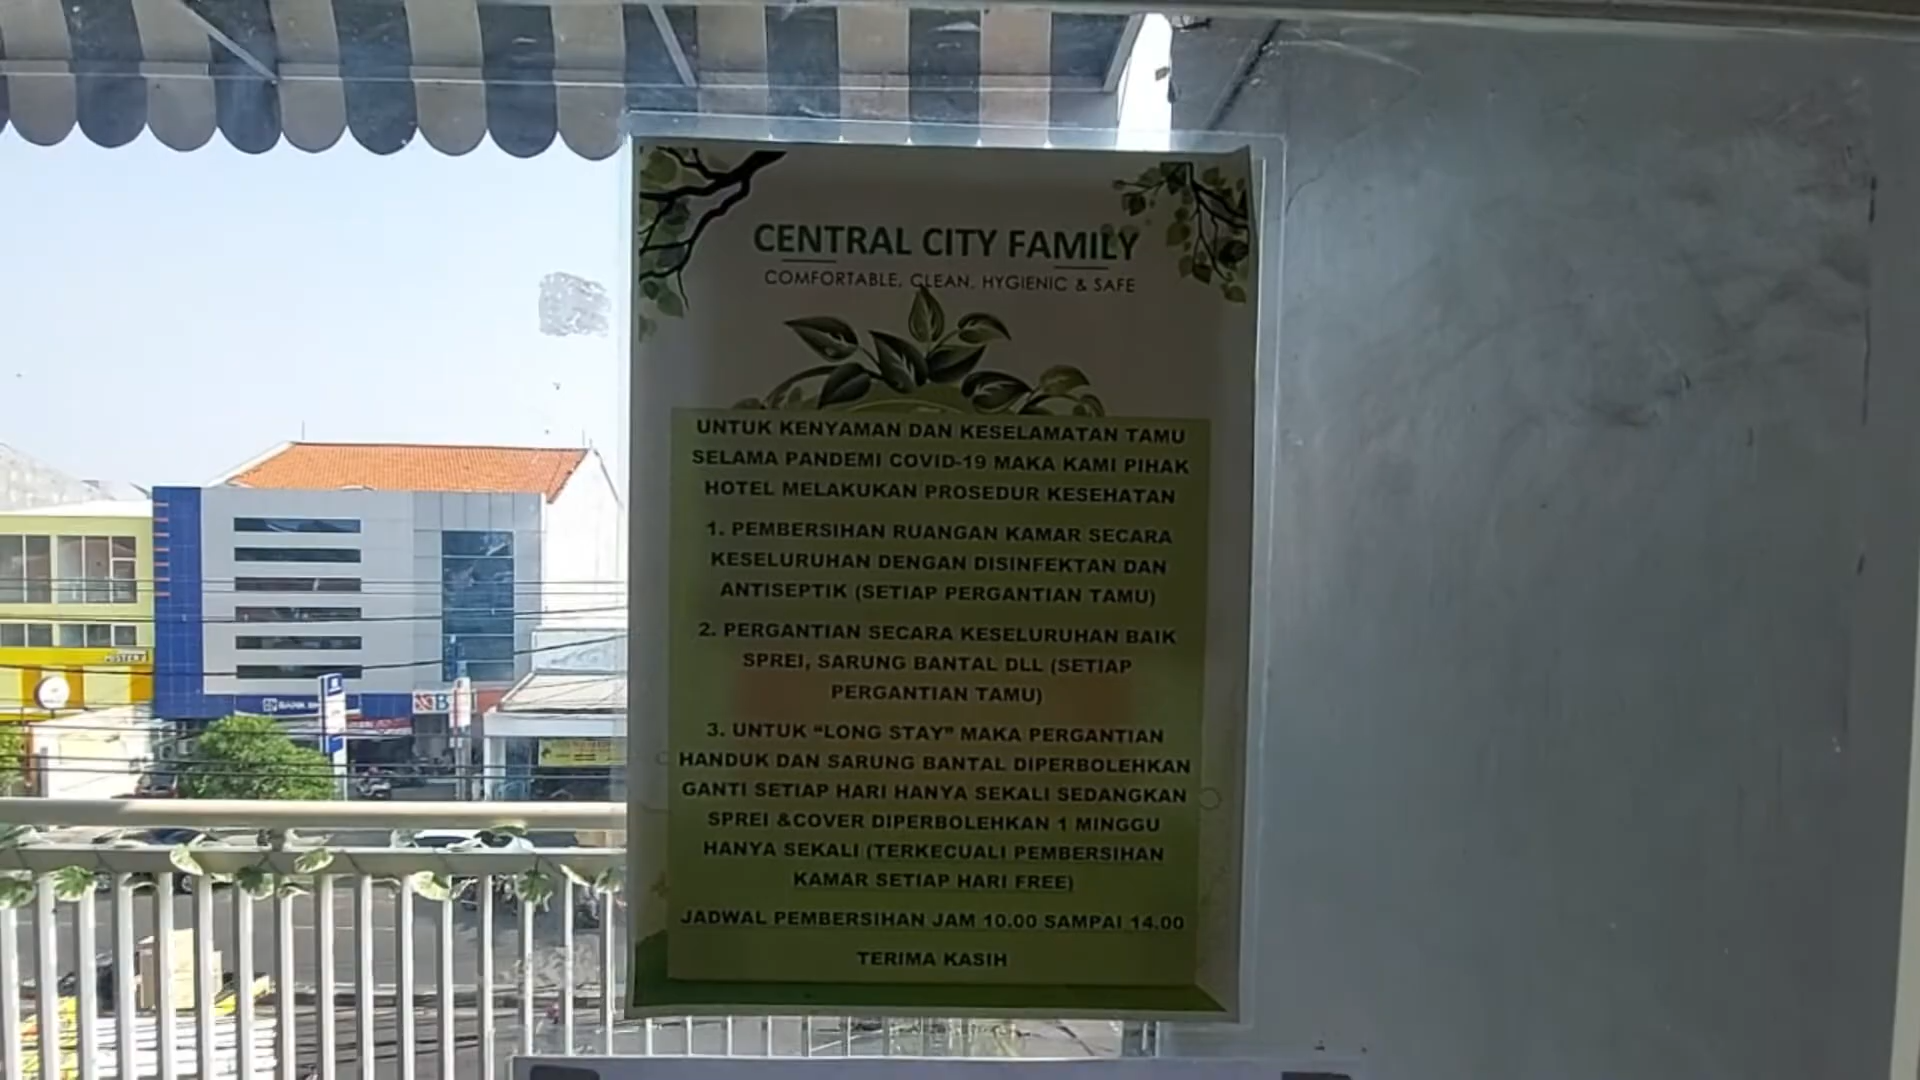 CENTRAL CITY FAMILY
COMFORTABLE, CLEAN, HYGIENIC & SAFE
UNTUK KENYAMAN DAN KESELAMATAN TAMU
SELAMA PANDEMI COVID-19 MAKA KAMI PIHAK
HOTEL MELAKUKAN PROSEDUR KESEHATAN
1. PEMBERSIHAN RUANGAN KAMAR SECARA
KESELURUHAN DENGAN DISINFEKTAN DAN
ANTISEPTIK (SETIAP PERGANTIAN TAMU)
2. PERGANTIAN SECARA KESELURUHAN BAIK
SPREI, SARUNG BANTAL DLL (SETIAP
PERGANTIAN TAMU)
3. UNTUK “LONG STAY” MAKA PERGANTIAN
HANDUK DAN SARUNG BANTAL DIPERBOLEHKAN
GANTI SETIAP HARI HANYA SEKALI SEDANGKAN
SPREI &COVER DIPERBOLEHKAN 1 MINGGU
HANYA SEKALI (TERKECUALI PEMBERSIHAN
KAMAR SETIAP HARI FREE)
JADWAL PEMBERSIHAN JAM 10.00 SAMPAI 14.00
TERIMA KASIH
BANK